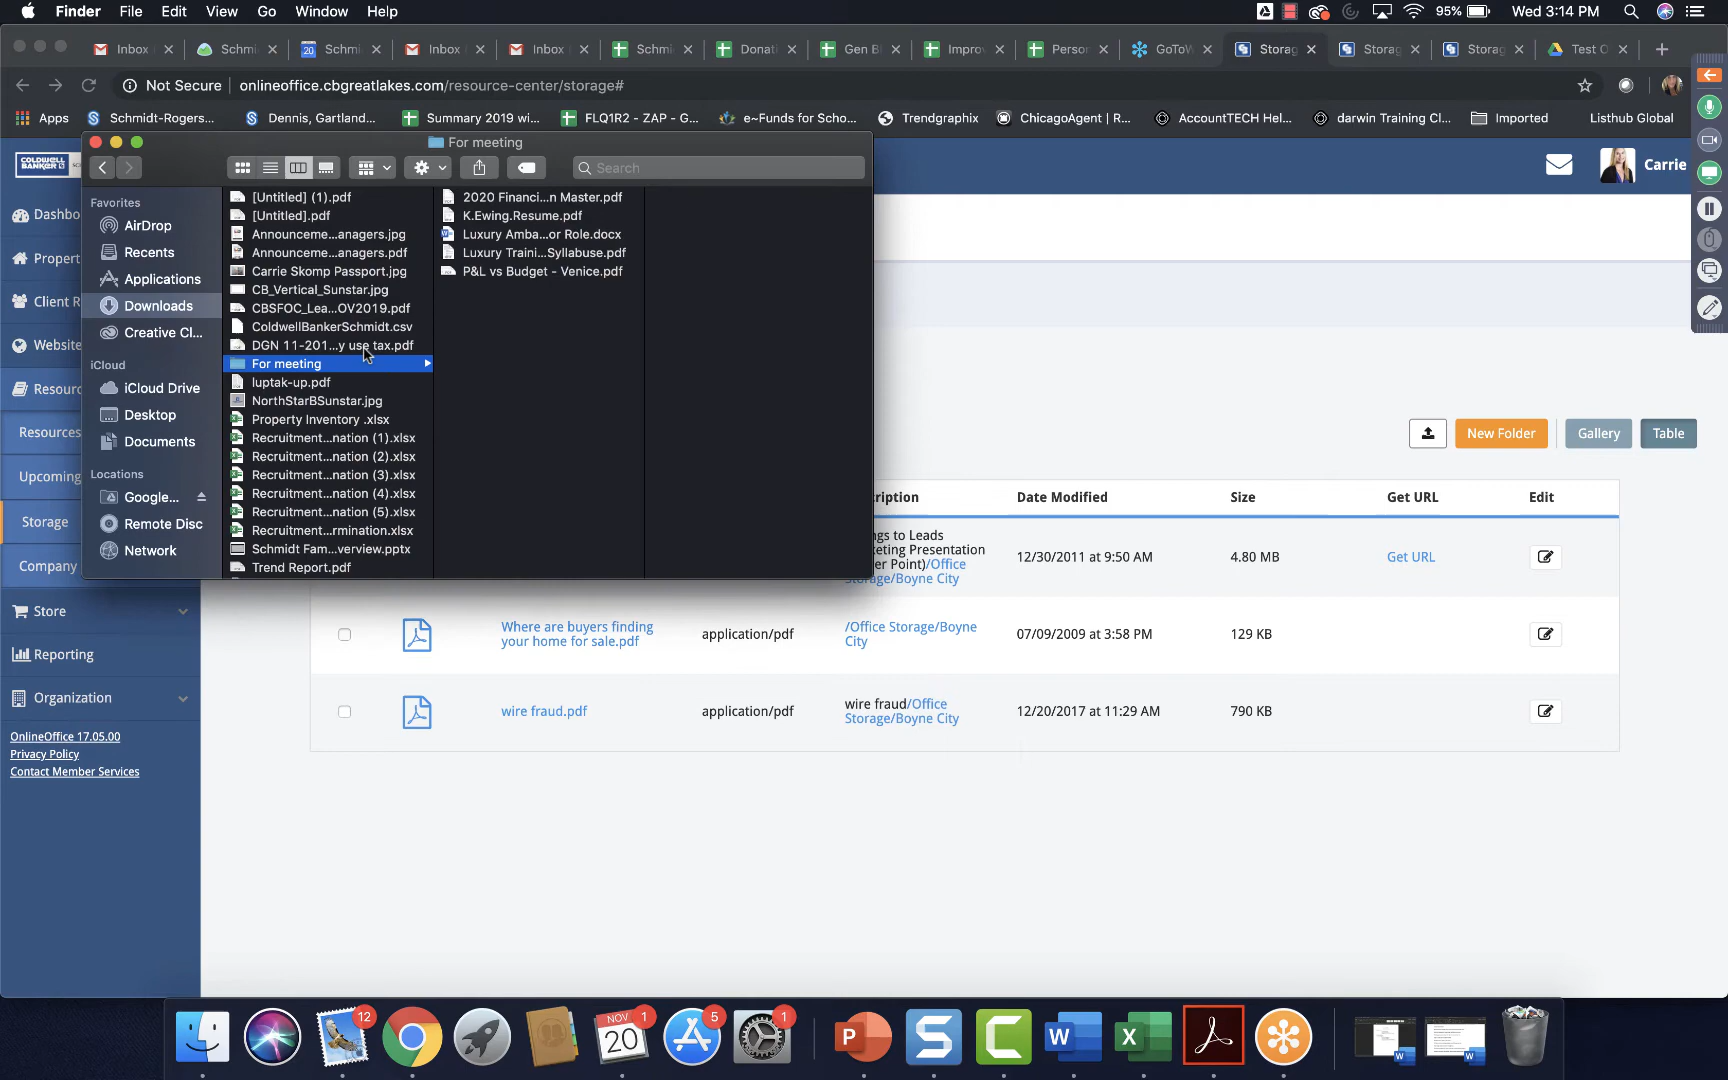 Finder File Edit View Go Window Help
95% Wed 3:14 PM
Inbox Schmi Schmi Inbox Inbox Schmi Donati Gen B Improv Person GoToW Storag Storag Storag Test O
Not Secure onlineoffice.cbgreatlakes.com/resource-center/storage#
Apps Schmidt-Rogers... Dennis, Gartland... Summary 2019 wi... FLQ1R2 - ZAP - G... e~Funds for Scho... Trendgraphix ChicagoAgent | R... AccountTECH Hel... darwin Training Cl... Imported Listhub Global
For meeting
COLDWELL BANKER
Carrie
Search
Favorites
AirDrop
Recents
Applications
Downloads
Creative Cl...
iCloud
iCloud Drive
Desktop
Documents
Locations
Google...
Remote Disc
Network
[Untitled] (1).pdf
[Untitled].pdf
Announceme...anagers.jpg
Announceme...anagers.pdf
Carrie Skomp Passport.jpg
CB_Vertical_Sunstar.jpg
CBSFOC_Lea...OV2019.pdf
ColdwellBankerSchmidt.csv
DGN 11-201...y use tax.pdf
For meeting
luptak-up.pdf
NorthStarBSunstar.jpg
Property Inventory .xlsx
Recruitment...nation (1).xlsx
Recruitment...nation (2).xlsx
Recruitment...nation (3).xlsx
Recruitment...nation (4).xlsx
Recruitment...nation (5).xlsx
Recruitment...rmination.xlsx
Schmidt Fam...verview.pptx
Trend Report.pdf
2020 Financi...n Master.pdf
K.Ewing.Resume.pdf
Luxury Amba...or Role.docx
Luxury Traini...Syllabuse.pdf
P&L vs Budget - Venice.pdf
Dashbo
Propert
Client R
Website
Resour
Resources
Upcoming
Storage
Company
Store
Reporting
Organization
OnlineOffice 17.05.00
Privacy Policy
Contact Member Services
New Folder Gallery Table
cription Date Modified Size Get URL Edit
ngs to Leads
keting Presentation
er Point)/Office
Storage/Boyne City
12/30/2011 at 9:50 AM 4.80 MB Get URL
Where are buyers finding
your home for sale.pdf
application/pdf
/Office Storage/Boyne
City
07/09/2009 at 3:58 PM 129 KB
wire fraud.pdf application/pdf
wire fraud/Office
Storage/Boyne City
12/20/2017 at 11:29 AM 790 KB
12 NOV 20 1 5 1 P S C W X